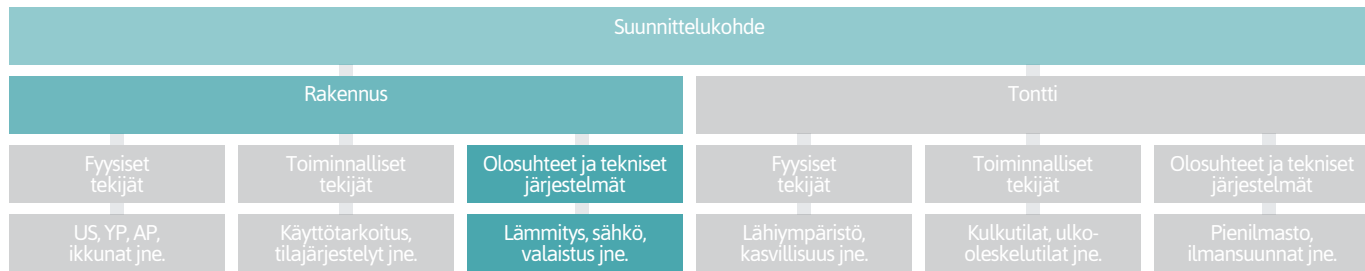 Suunnittelukohde
Rakennus
Tontti
Fyysiset
tekijät
Toiminnalliset
tekijät
Olosuhteet ja tekniset
järjestelmät
Fyysiset
tekijät
Toiminnalliset
tekijät
Olosuhteet ja tekniset
järjestelmät
US, YP, AP,
ikkunat jne.
Käyttötarkoitus,
tilajärjestelyt jne.
Lämmitys, sähkö,
valaistus jne.
Lähiympäristö,
kasvillisuus jne.
Kulkutilat, ulko-
oleskelutilat jne.
Pienilmasto,
ilmansuunnat jne.